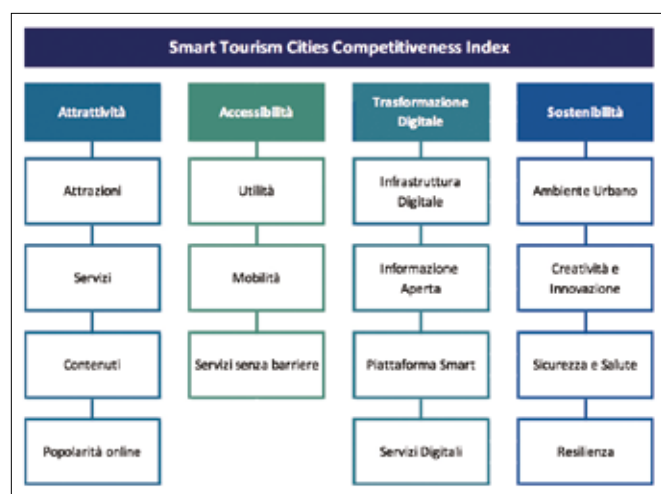 Smart Tourism Cities Competitiveness Index
Attrattività
Attrazioni
Servizi
Contenuti
Popolarità online
Accessibilità
Utilità
Mobilità
Servizi senza barriere
Trasformazione
Digitale
Infrastruttura
Digitale
Informazione
Aperta
Piattaforma Smart
Servizi Digitali
Sostenibilità
Ambiente Urbano
Creatività e
Innovazione
Sicurezza e Salute
Resilienza